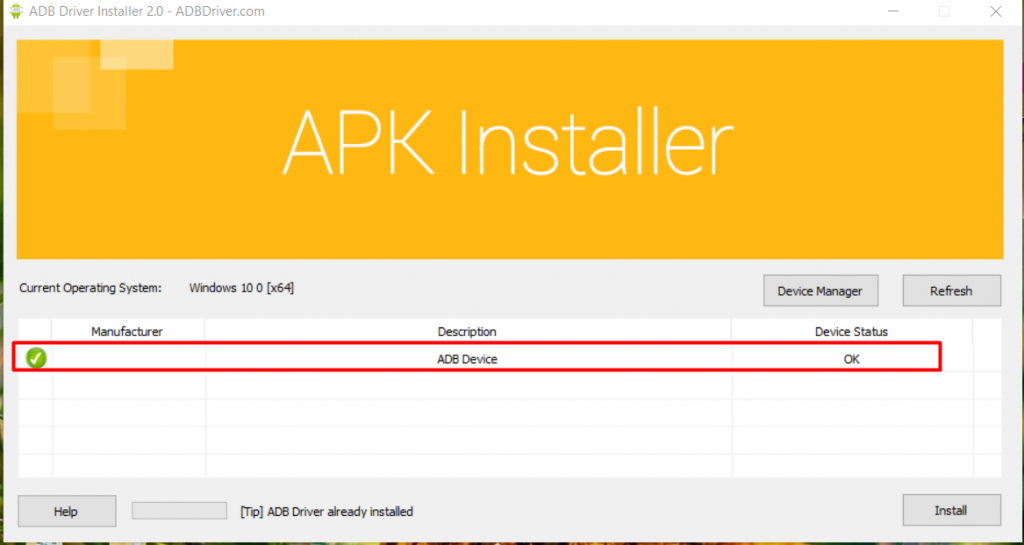 ADB Driver Installer 2.0 - ADBDriver.com
APK Installer
Current Operating System: Windows 10 0 [x64]
Device Manager
Refresh
Manufacturer Description Device Status
ADB Device OK
Help
[Tip] ADB Driver already installed
Install